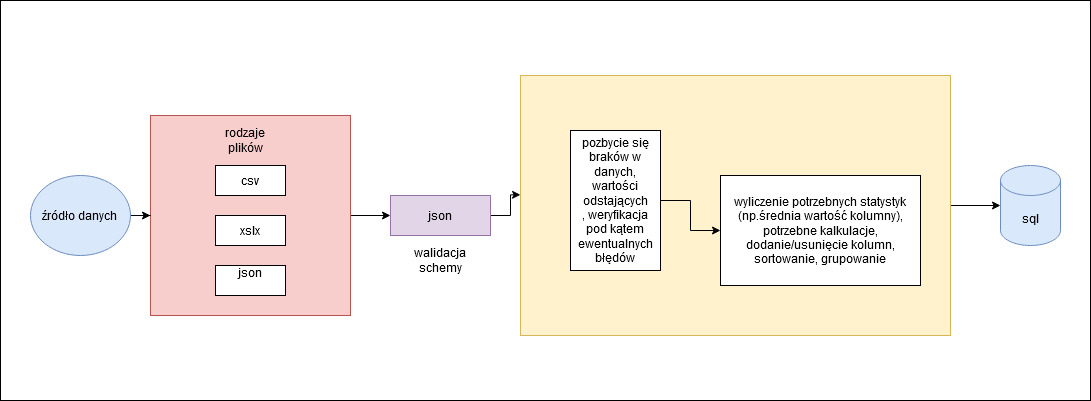 źródło danych
rodzaje
plików
csv
xslx
json
json
walidacja
schemy
pozbycie się
braków w
danych,
wartości
odstających
, weryfikacja
pod kątem
ewentualnych
błędów
wyliczenie potrzebnych statystyk
(np.średnia wartość kolumny),
potrzebne kalkulacje,
dodanie/usunięcie kolumn,
sortowanie, grupowanie
sql